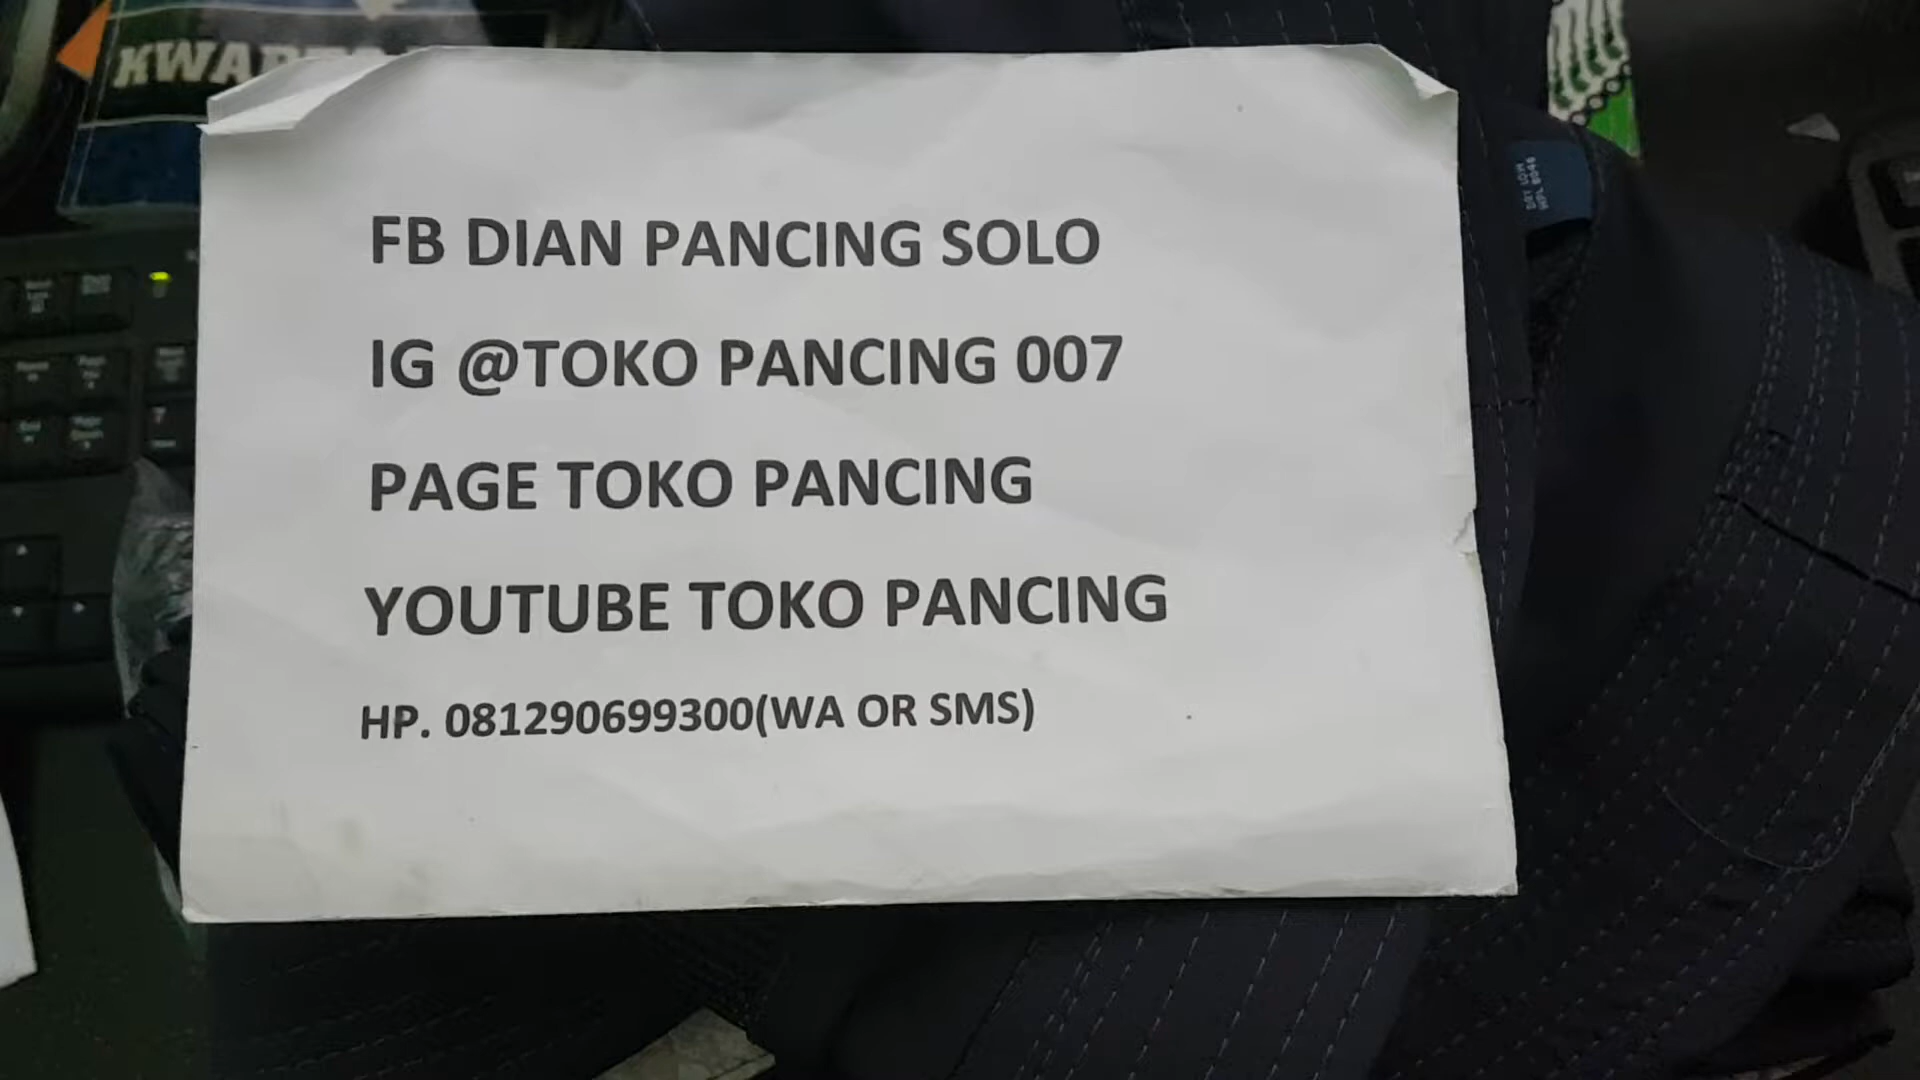 FB DIAN PANCING SOLO
IG @TOKO PANCING 007
PAGE TOKO PANCING
YOUTUBE TOKO PANCING
HP. 081290699300(WA OR SMS)